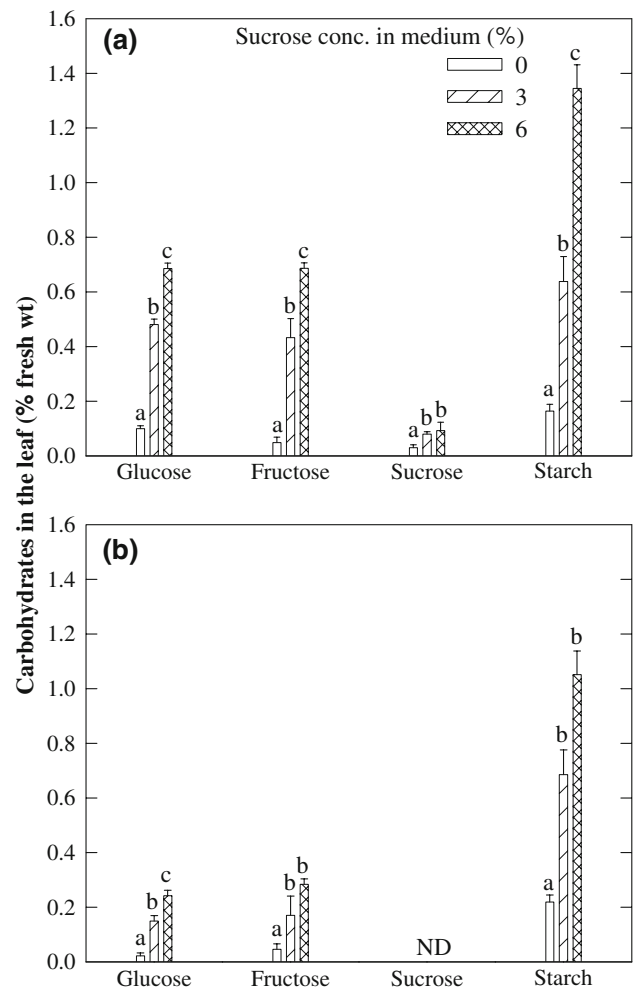 Carbohydrates in the leaf (% fresh wt)
(a)
Sucrose conc. in medium (%)
0
3
6
1.6
1.4
1.2
1.0
0.8
0.6
0.4
0.2
0.0
a b c
a b c
a b b
a b c
Glucose Fructose Sucrose Starch
(b)
1.6
1.4
1.2
1.0
0.8
0.6
0.4
0.2
0.0
a b c
a b b
ND
a b b
Glucose Fructose Sucrose Starch